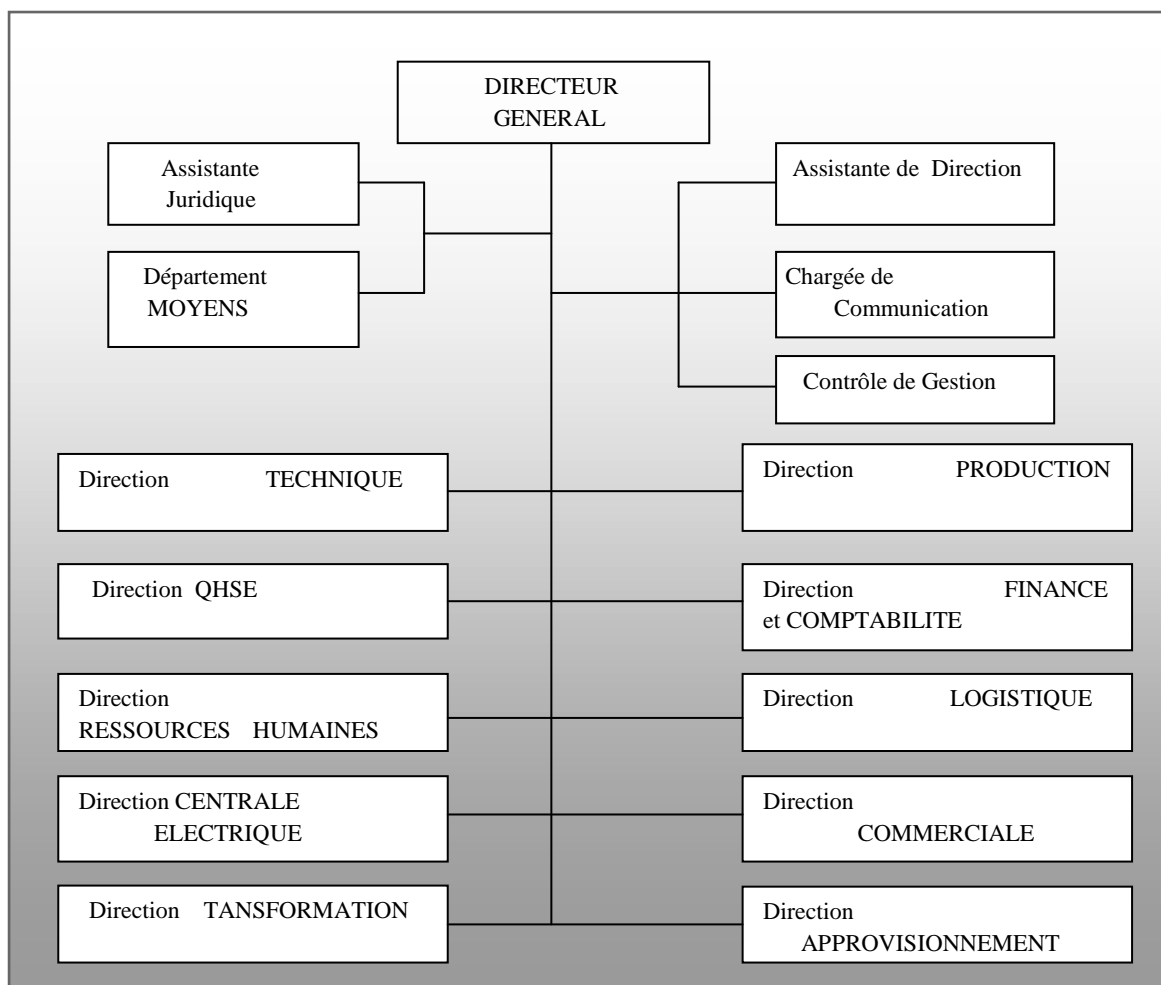 DIRECTEUR
GENERAL
Assistante
Juridique
Assistante de Direction
Département
MOYENS
Chargée de
Communication
Contrôle de Gestion
Direction TECHNIQUE
Direction PRODUCTION
Direction QHSE
Direction FINANCE
et COMPTABILITE
Direction
RESSOURCES HUMAINES
Direction LOGISTIQUE
Direction CENTRALE
ELECTRIQUE
Direction
COMMERCIALE
Direction TANSFORMATION
Direction
APPROVISIONNEMENT